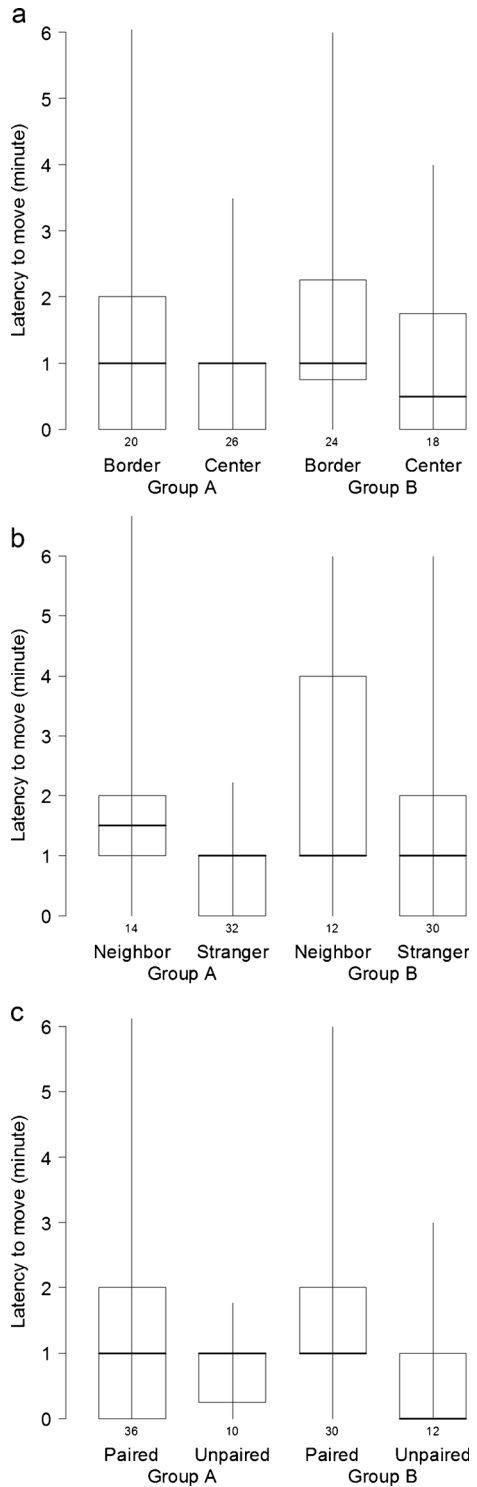 a
Latency to move (minute)
6
5
4
3
2
1
0
20 26 24 18
Border Center Border Center
Group A Group B
b
Latency to move (minute)
6
5
4
3
2
1
0
14 32 12 30
Neighbor Stranger Neighbor Stranger
Group A Group B
c
Latency to move (minute)
6
5
4
3
2
1
0
36 10 30 12
Paired Unpaired Paired Unpaired
Group A Group B